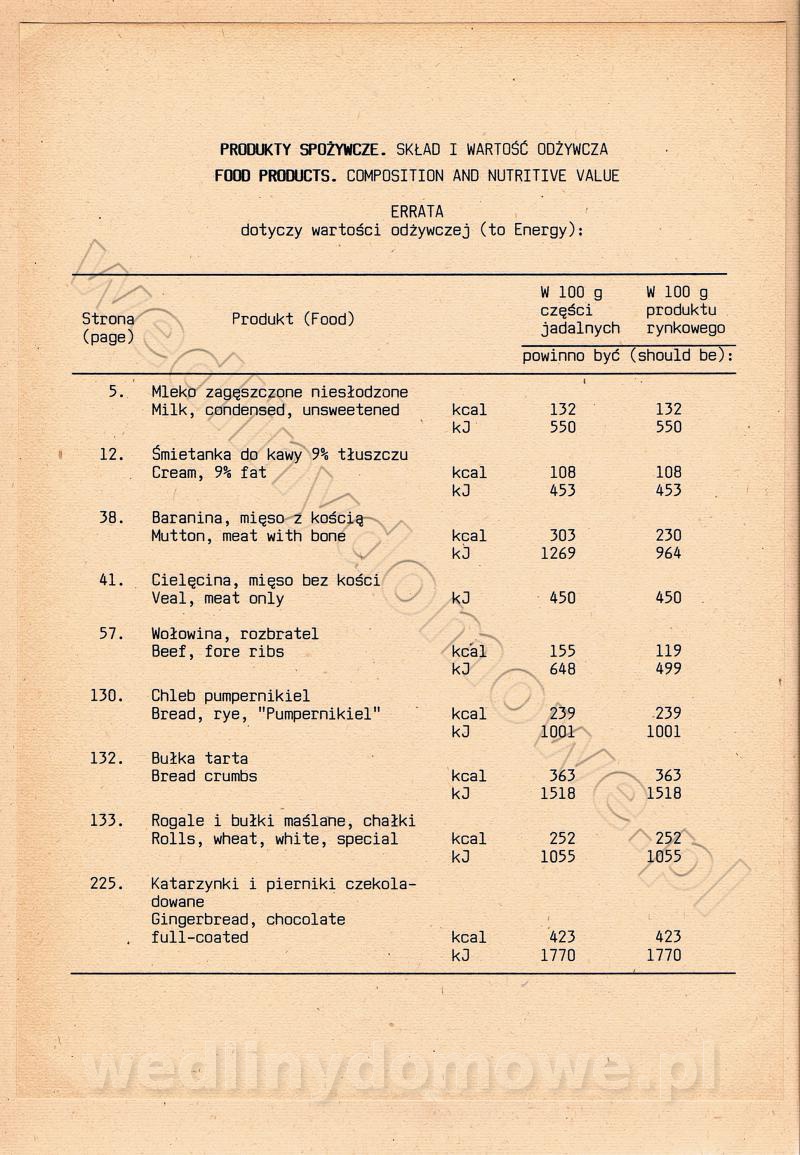 PRODUKTY SPOŻYWCZE. SKŁAD I WARTOŚĆ ODŻYWCZA
FOOD PRODUCTS. COMPOSITION AND NUTRITIVE VALUE
ERRATA
dotyczy wartości odżywczej (to Energy):
Strona (page) Produkt (Food) W 100 g części jadalnych W 100 g produktu rynkowego
powinno być (should be):
5. Mleko zagęszczone niesłodzone
Milk, condensed, unsweetened kcal 132 132
kJ 550 550
12. Śmietanka do kawy 9% tłuszczu
Cream, 9% fat kcal 108 108
kJ 453 453
38. Baranina, mięso z kością
Mutton, meat with bone kcal 303 230
kJ 1269 964
41. Cielęcina, mięso bez kości
Veal, meat only kJ 450 450
57. Wołowina, rozbratel
Beef, fore ribs kcal 155 119
kJ 648 499
130. Chleb pumpernikiel
Bread, rye, "Pumpernikiel" kcal 239 239
kJ 1001 1001
132. Bułka tarta
Bread crumbs kcal 363 363
kJ 1518 1518
133. Rogale i bułki maślane, chałki
Rolls, wheat, white, special kcal 252 252
kJ 1055 1055
225. Katarzynki i pierniki czekola-
dowane
Gingerbread, chocolate
full-coated kcal 423 423
kJ 1770 1770
wedlinydomowe.pl
wedlinydomowe.pl